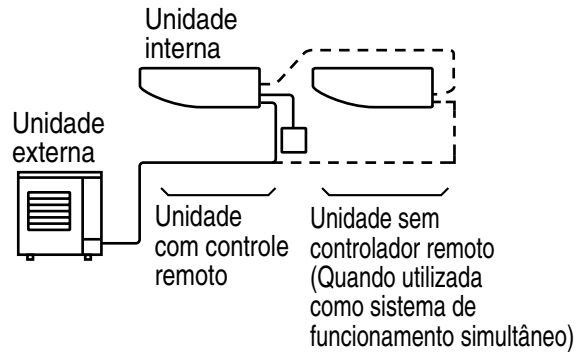 Unidade
interna
Unidade
externa
Unidade
com controle
remoto
Unidade sem
controlador remoto
(Quando utilizada
como sistema de
funcionamento simultâneo)